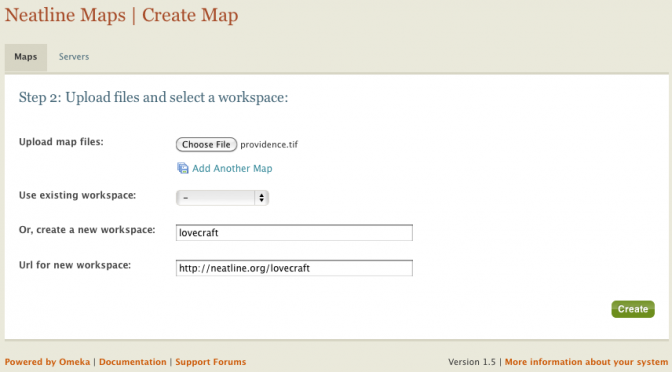 Neatline Maps | Create Map
Maps Servers
Step 2: Upload files and select a workspace:
Upload map files: Choose File providence.tif
Add Another Map
Use existing workspace: –
Or, create a new workspace: lovecraft
Url for new workspace: http://neatline.org/lovecraft
Create
Powered by Omeka | Documentation | Support Forums Version 1.5 | More information about your system